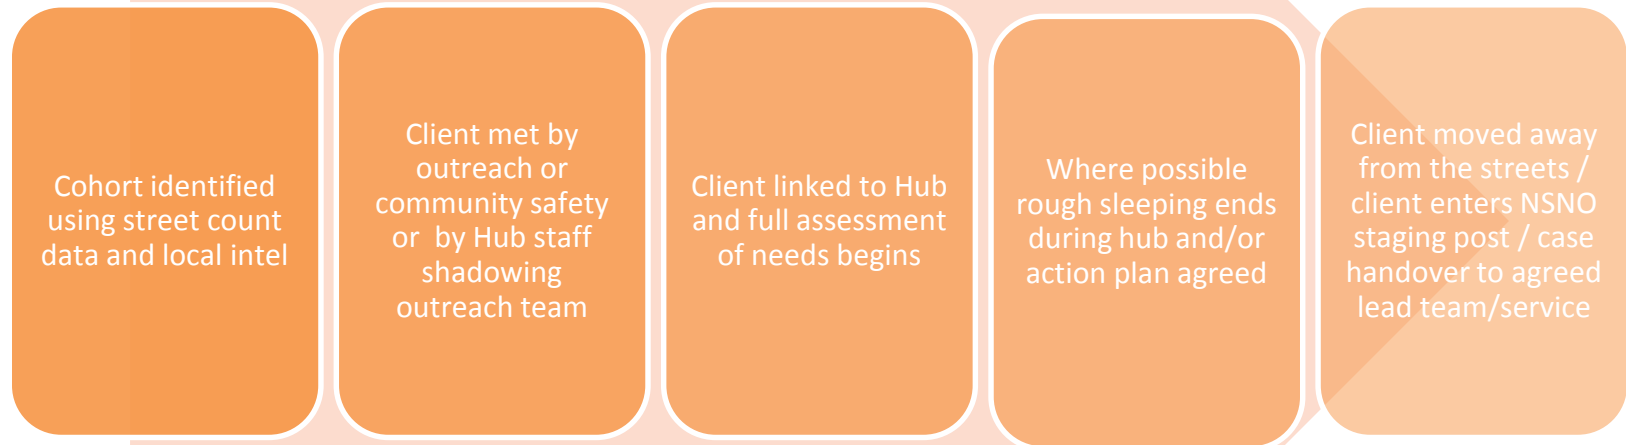 Cohort identified
using street count
data and local intel
Client met by
outreach or
community safety
or by Hub staff
shadowing
outreach team
Client linked to Hub
and full assessment
of needs begins
Where possible
rough sleeping ends
during hub and/or
action plan agreed
Client moved away
from the streets /
client enters NSNO
staging post / case
handover to agreed
lead team/service